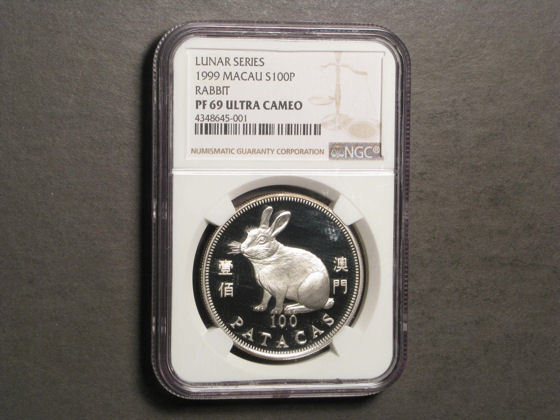 LUNAR SERIES
1999 MACAU S100P
RABBIT
PF 69 ULTRA CAMEO
4348645-001
NUMISMATIC GUARANTY CORPORATION
NGC®
壹佰
澳門
100
PATACAS